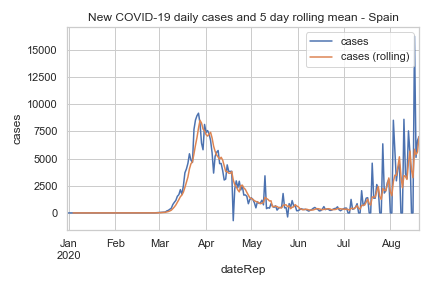 New COVID-19 daily cases and 5 day rolling mean - Spain
cases
cases (rolling)
cases
15000
12500
10000
7500
5000
2500
0
Jan Feb Mar Apr May Jun Jul Aug
2020
dateRep